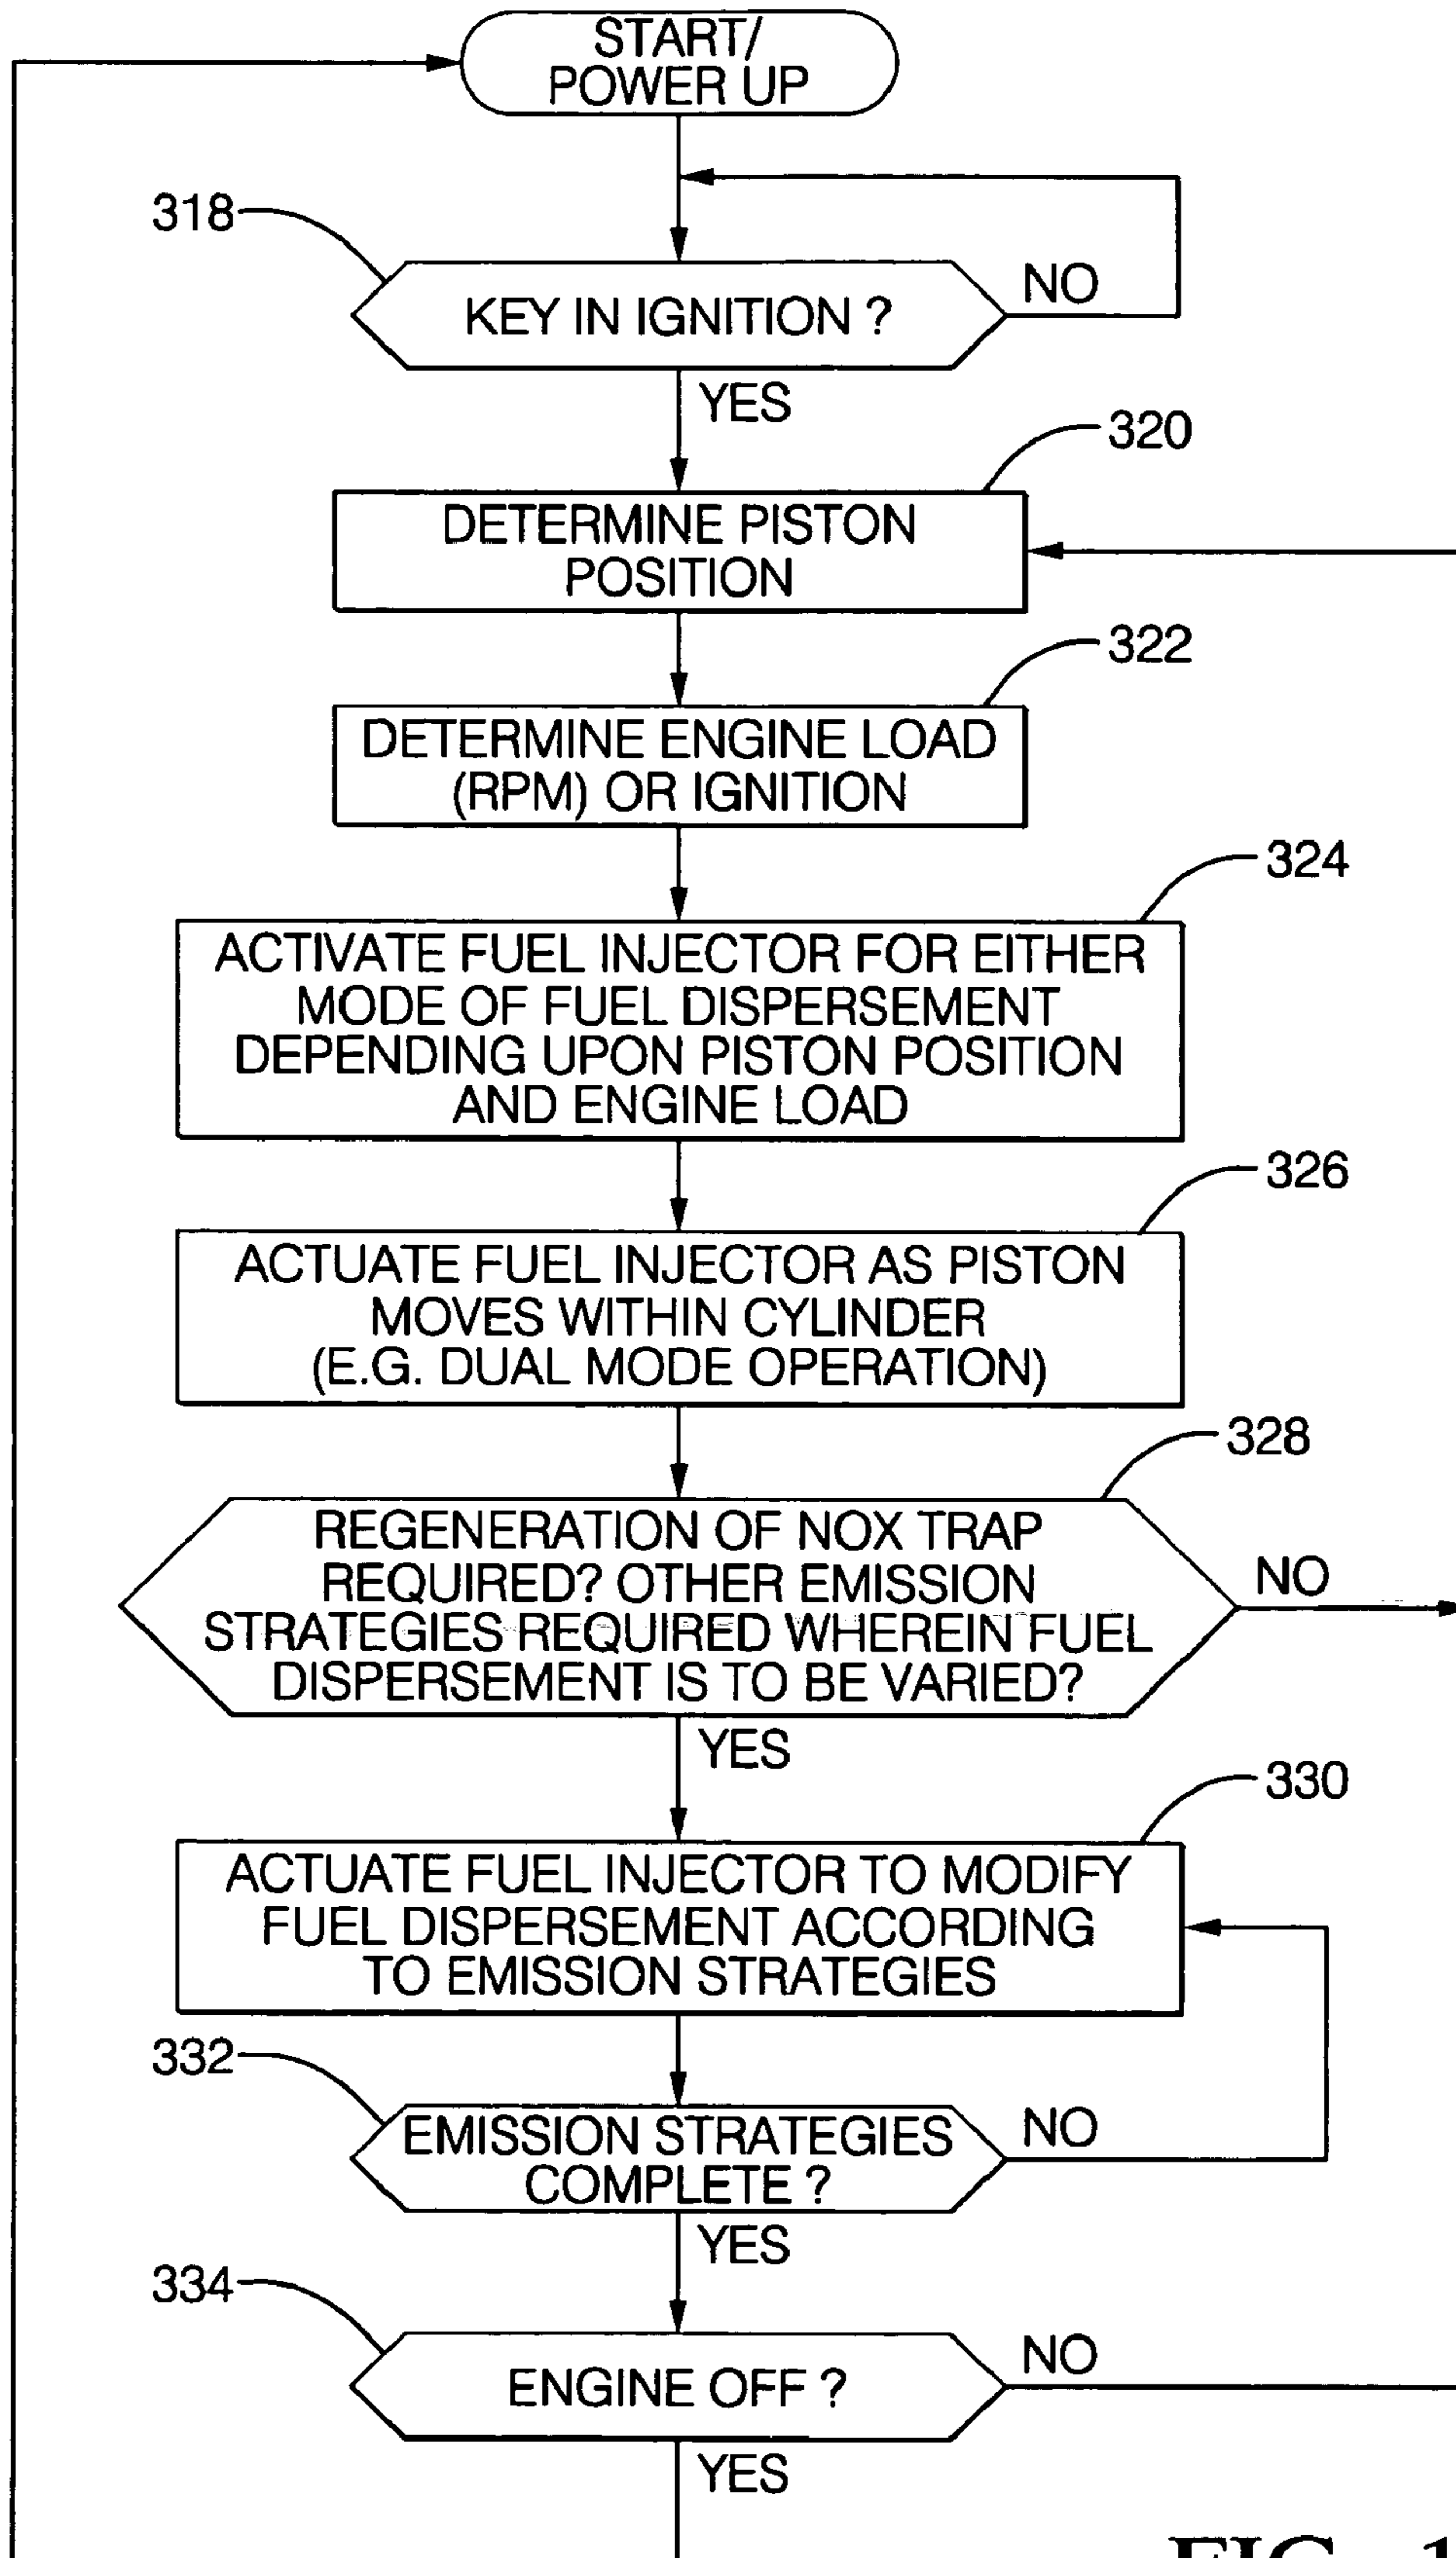 START/
POWER UP
318
KEY IN IGNITION ?
NO
YES
320
DETERMINE PISTON
POSITION
322
DETERMINE ENGINE LOAD
(RPM) OR IGNITION
324
ACTIVATE FUEL INJECTOR FOR EITHER
MODE OF FUEL DISPERSEMENT
DEPENDING UPON PISTON POSITION
AND ENGINE LOAD
326
ACTUATE FUEL INJECTOR AS PISTON
MOVES WITHIN CYLINDER
(E.G. DUAL MODE OPERATION)
328
REGENERATION OF NOX TRAP
REQUIRED? OTHER EMISSION
STRATEGIES REQUIRED WHEREIN FUEL
DISPERSEMENT IS TO BE VARIED?
NO
YES
330
ACTUATE FUEL INJECTOR TO MODIFY
FUEL DISPERSEMENT ACCORDING
TO EMISSION STRATEGIES
332
EMISSION STRATEGIES
COMPLETE ?
NO
YES
334
ENGINE OFF ?
NO
YES